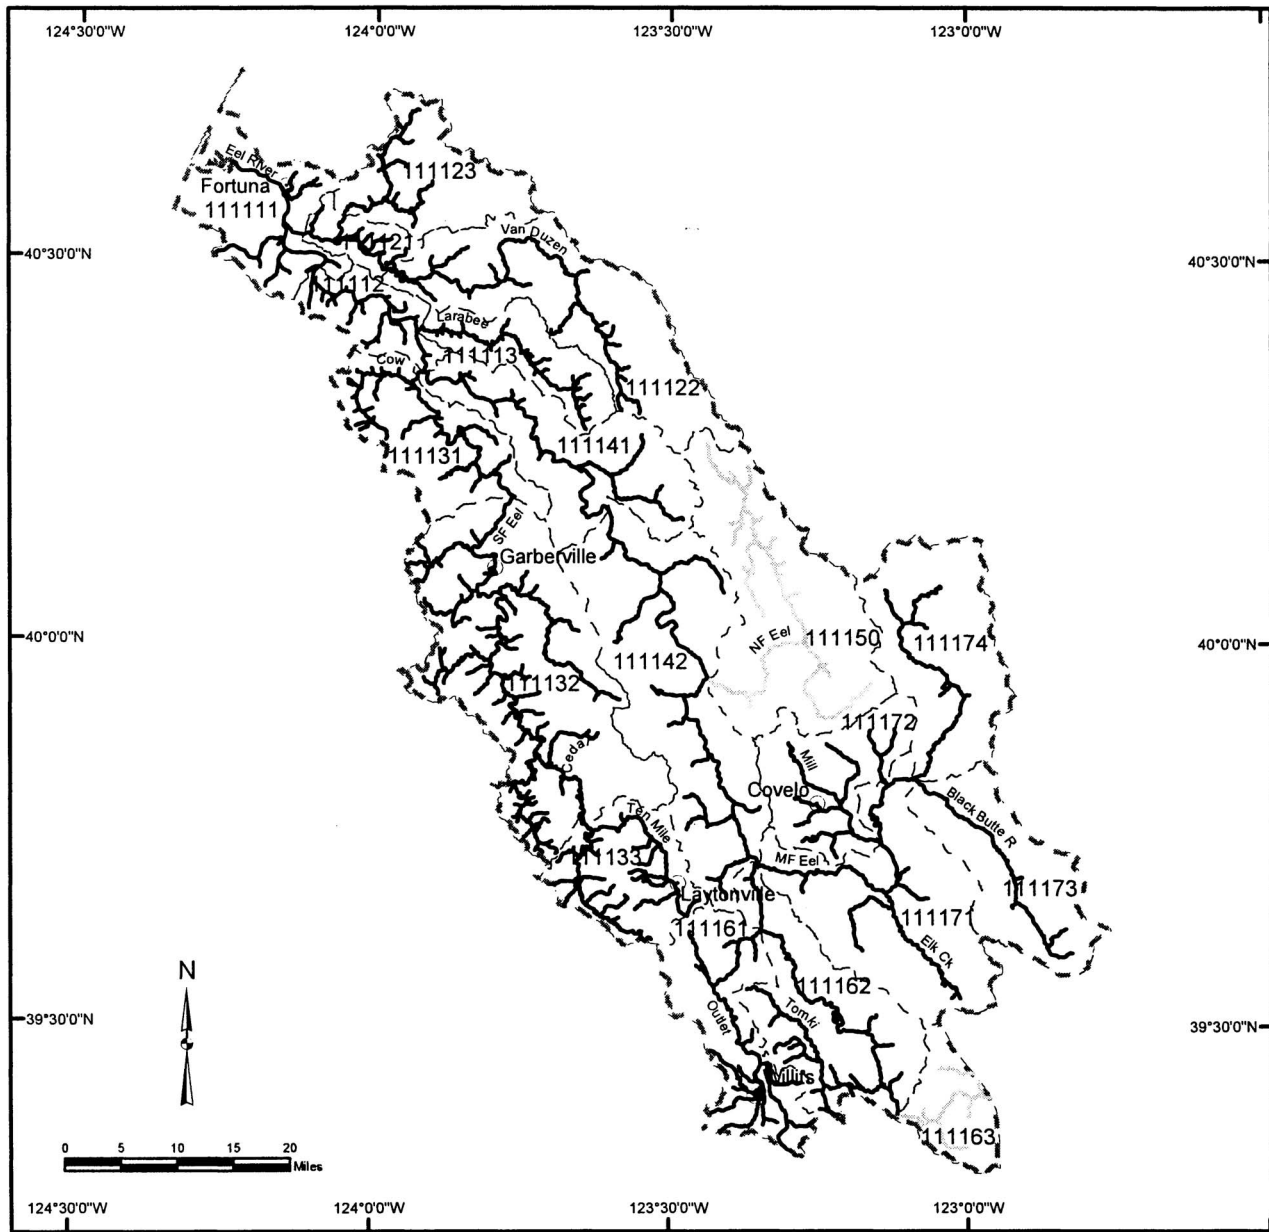 124°30'0"W
124°0'0"W
123°30'0"W
123°0'0"W
111123
Eel River
Fortuna
111111
Van Duzen
111121
40°30'0"N
40°30'0"N
11112
Larabee
111113
Cow
111122
111141
111131
SF Eel
Garberville
40°0'0"N
NF Eel
111150
111174
40°0'0"N
111142
111132
111172
Cedar
Mill
Covelo
Black Butte R
Ten Mile
111133
MF Eel
111173
Laytonville
111161
111171
Elk Ck
N
111162
Outlet
Tomki
39°30'0"N
39°30'0"N
Willits
111163
0 5 10 15 20
Miles
124°30'0"W
124°0'0"W
123°30'0"W
123°0'0"W